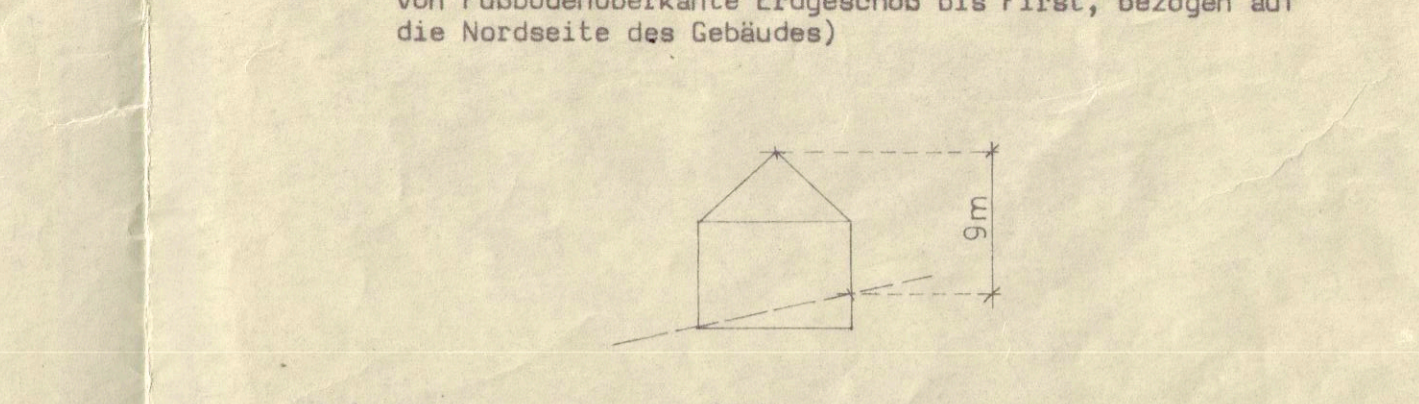 von Fußbodenoberkante Erdgeschoß bis First, bezogen auf
die Nordseite des Gebäudes)
9m